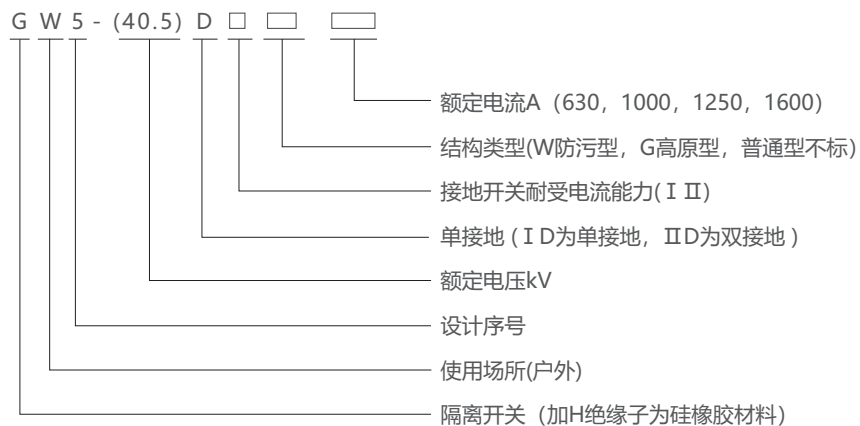 G W 5 - (40.5) D □ □ □
额定电流A（630，1000，1250，1600）
结构类型(W防污型，G高原型，普通型不标)
接地开关耐受电流能力(Ⅰ Ⅱ)
单接地 (ⅠD为单接地，ⅡD为双接地 )
额定电压kV
设计序号
使用场所(户外)
隔离开关（加H绝缘子为硅橡胶材料）